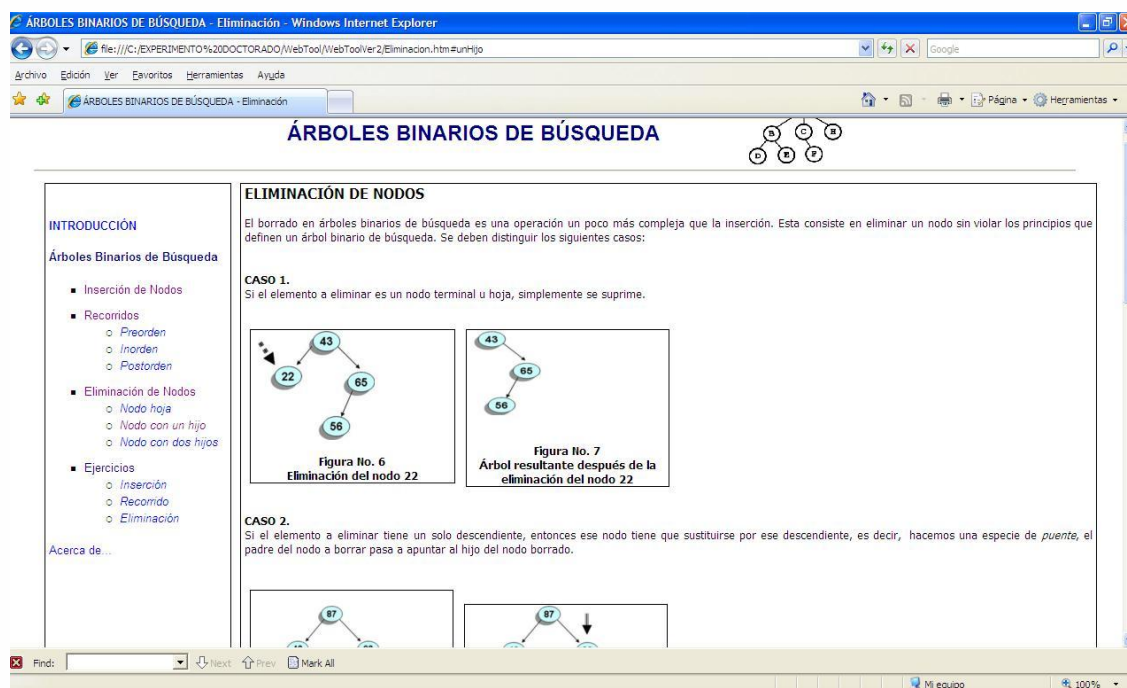 ÁRBOLES BINARIOS DE BÚSQUEDA - Eliminación - Windows Internet Explorer
file:///C:/EXPERIMENTO%20DOCTORADO/WebTool/WebToolVer2/Eliminacion.htm#unHijo
Google
Archivo Edición Ver Favoritos Herramientas Ayuda
ÁRBOLES BINARIOS DE BÚSQUEDA - Eliminación
Página Herramientas
ÁRBOLES BINARIOS DE BÚSQUEDA
B C H
D E F
INTRODUCCIÓN
Árboles Binarios de Búsqueda
Inserción de Nodos
Recorridos
Preorden
Inorden
Postorden
Eliminación de Nodos
Nodo hoja
Nodo con un hijo
Nodo con dos hijos
Ejercicios
Inserción
Recorrido
Eliminación
Acerca de...
ELIMINACIÓN DE NODOS
El borrado en árboles binarios de búsqueda es una operación un poco más compleja que la inserción. Esta consiste en eliminar un nodo sin violar los principios que
definen un árbol binario de búsqueda. Se deben distinguir los siguientes casos:
CASO 1.
Si el elemento a eliminar es un nodo terminal u hoja, simplemente se suprime.
43
22
65
56
Figura No. 6
Eliminación del nodo 22
43
65
56
Figura No. 7
Árbol resultante después de la
eliminación del nodo 22
CASO 2.
Si el elemento a eliminar tiene un solo descendiente, entonces ese nodo tiene que sustituirse por ese descendiente, es decir, hacemos una especie de puente, el
padre del nodo a borrar pasa a apuntar al hijo del nodo borrado.
87
87
Find: Next Prev Mark All
Mi equipo 100%